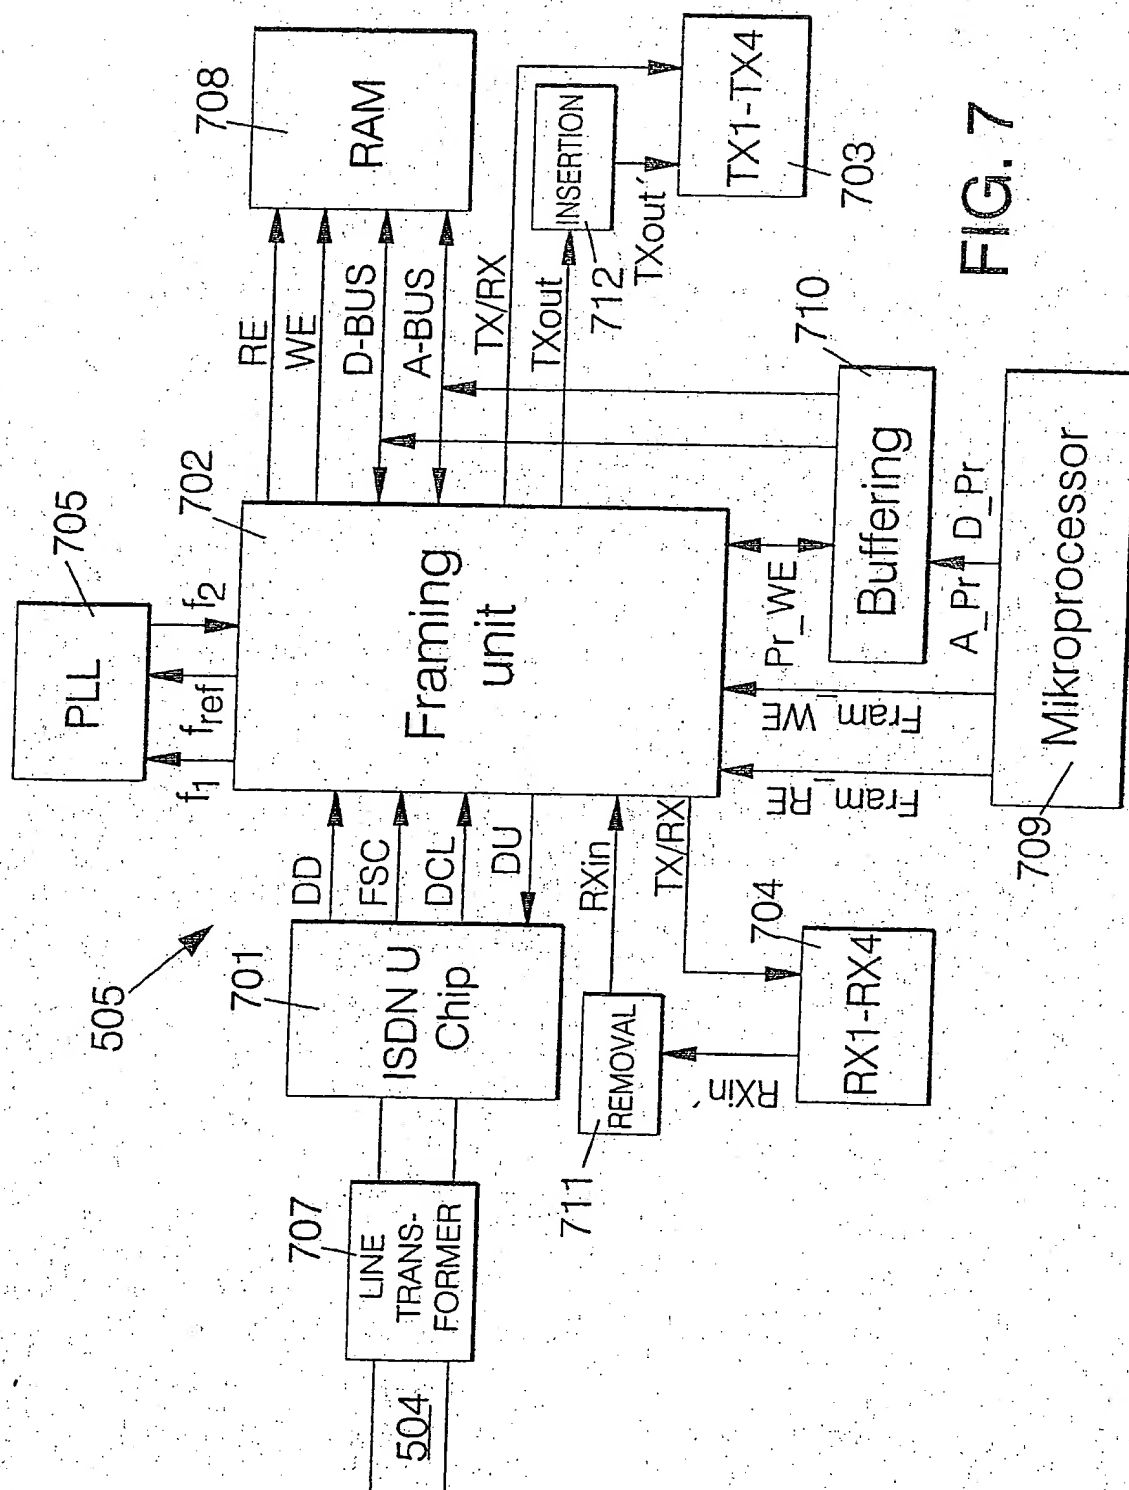 505
PLL
705
f1
fref
f2
504
LINE
TRANS-
FORMER
707
ISDN U
Chip
701
DD
FSC
DCL
DU
Framing
unit
702
RE
WE
D-BUS
A-BUS
TX/RX
TXout
RAM
708
INSERTION
712
TXout´
TX1-TX4
703
RXin
TX/RX
REMOVAL
711
RXin´
RX1-RX4
704
Fram_RE
Fram_WE
Pr_WE
Buffering
710
A_Pr
D_Pr
Mikroprocessor
709
FIG. 7